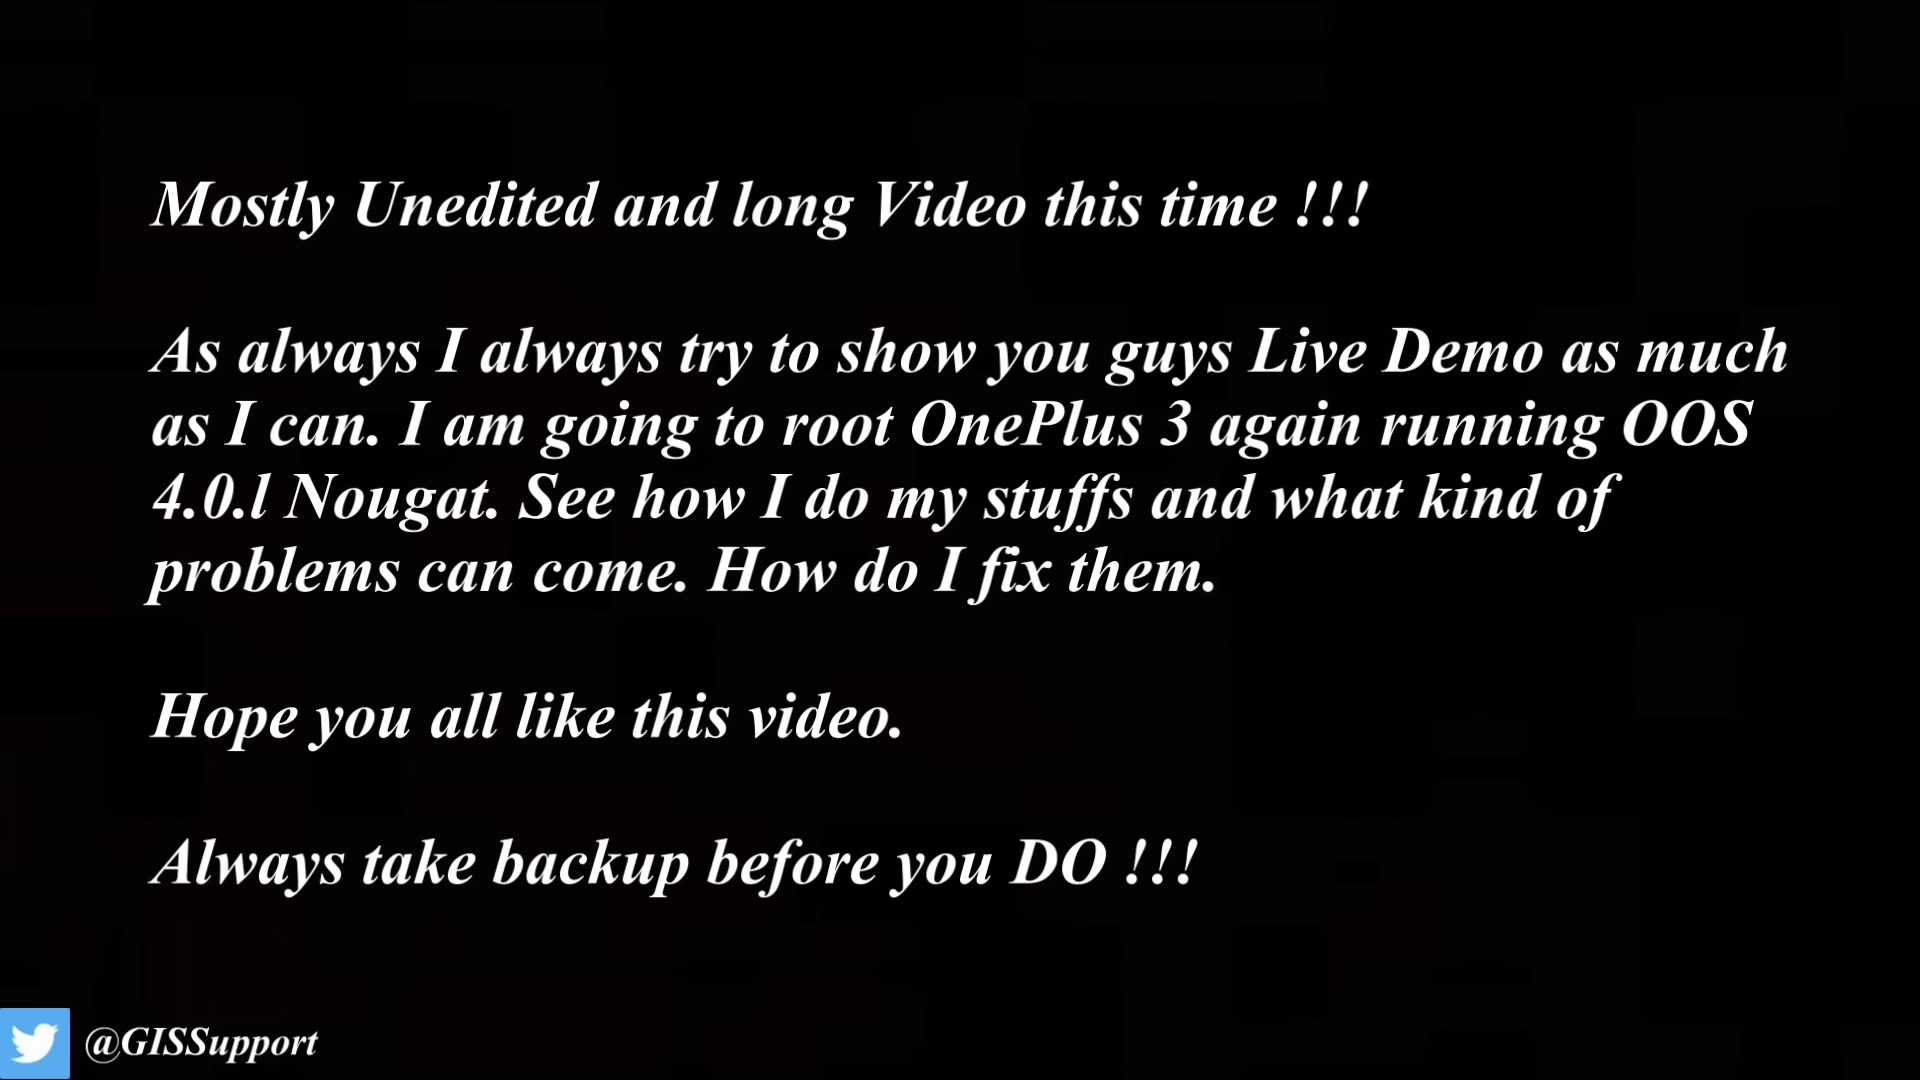 Mostly Unedited and long Video this time !!!
As always I always try to show you guys Live Demo as much
as I can. I am going to root OnePlus 3 again running OOS
4.0.l Nougat. See how I do my stuffs and what kind of
problems can come. How do I fix them.
Hope you all like this video.
Always take backup before you DO !!!
@GISSupport